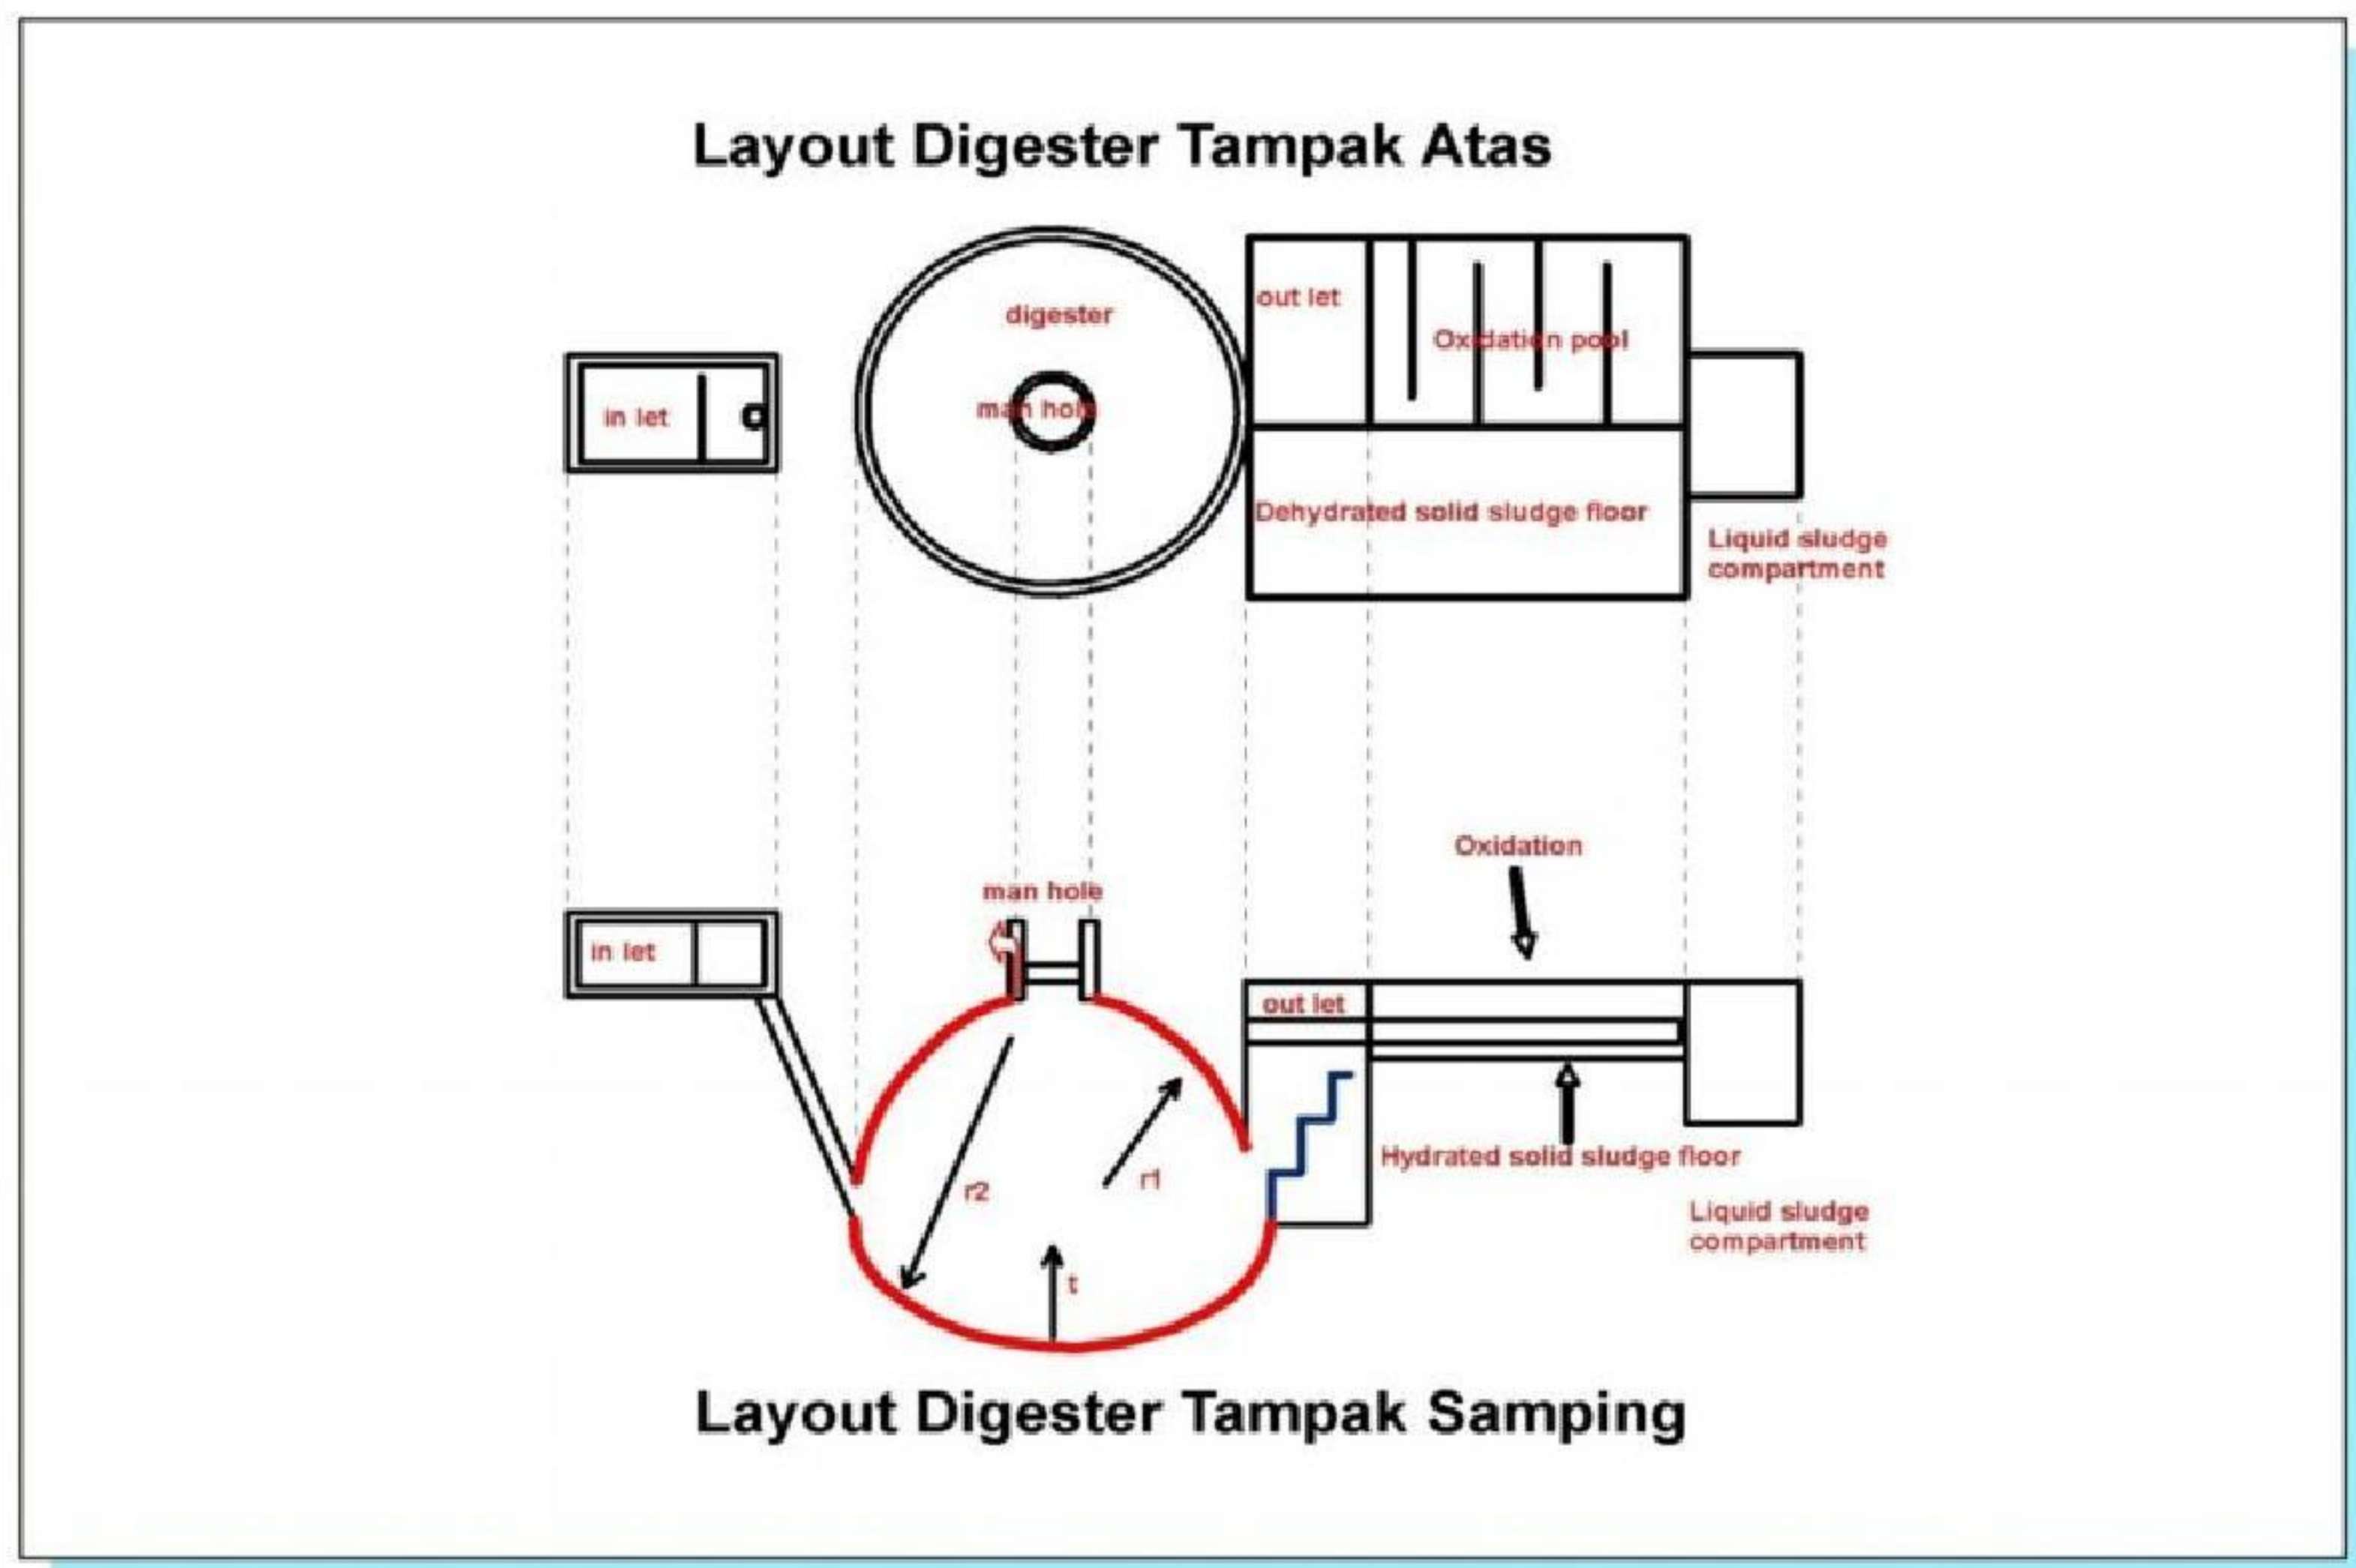 Layout Digester Tampak Atas
digester
out let
Oxidation pool
in let
man hole
Dehydrated solid sludge floor
Liquid sludge
compartment
Oxidation
man hole
in let
out let
Hydrated solid sludge floor
r2
r1
Liquid sludge
compartment
t
Layout Digester Tampak Samping